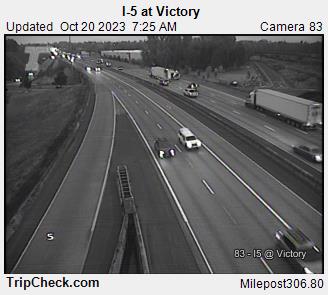 I-5 at Victory
Updated Oct 20 2023 7:25 AM Camera 83
S
83 - I5 @ Victory
TripCheck.com Milepost306.80